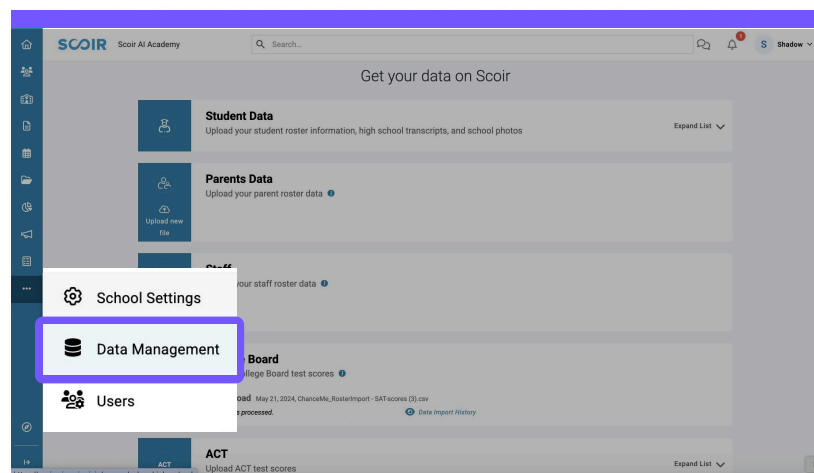 SCOIR Scoir AI Academy Search... 1 S Shadow
Get your data on Scoir
Student Data
Upload your student roster information, high school transcripts, and school photos
Expand List
Parents Data
Upload your parent roster data
Upload new
file
Staff
your staff roster data
School Settings
Data Management
Users
Board
College Board test scores
May 21, 2024, ChanceMe_RosterImport - SAT-scores (3).csv
processed.
Data Import History
ACT
ACT
Upload ACT test scores
Expand List